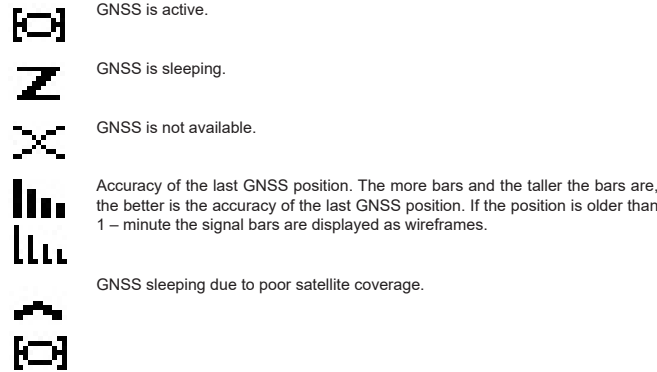 GNSS is active.
GNSS is sleeping.
GNSS is not available.
Accuracy of the last GNSS position. The more bars and the taller the bars are,
the better is the accuracy of the last GNSS position. If the position is older than
1 – minute the signal bars are displayed as wireframes.
GNSS sleeping due to poor satellite coverage.